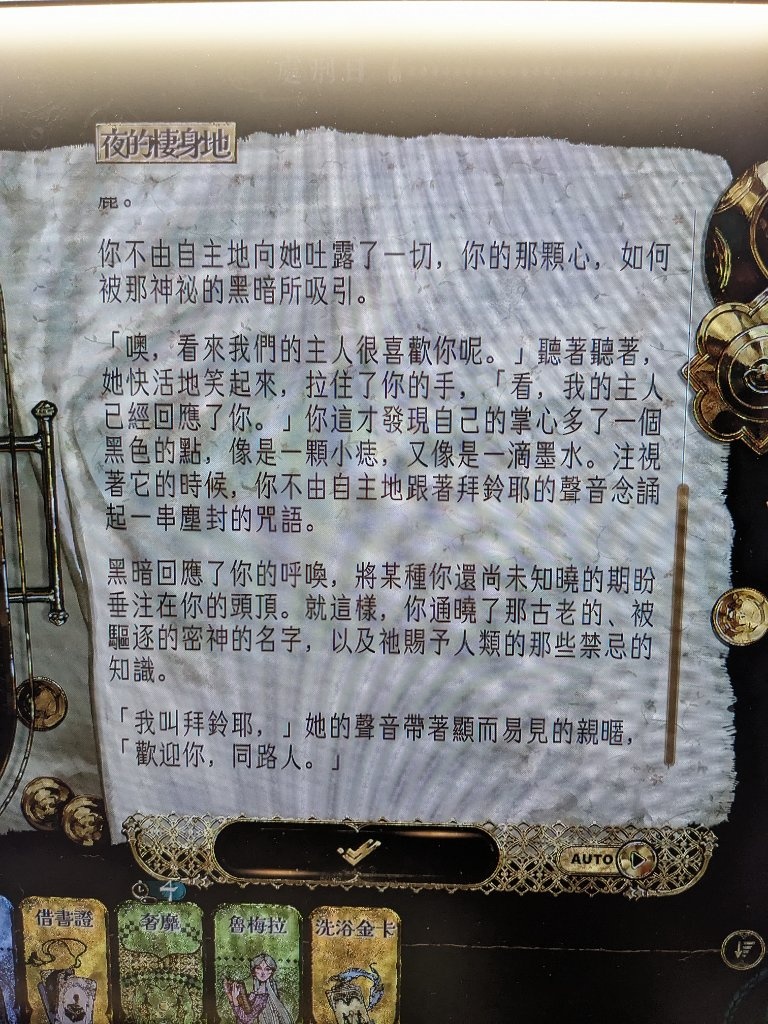 夜的棲身地
屁。
你不由自主地向她吐露了一切，你的那顆心，如何
被那神祕的黑暗所吸引。
「噢，看來我們的主人很喜歡你呢。」聽著聽著，
她快活地笑起來，拉住了你的手，「看，我的主人
已經回應了你。」你這才發現自己的掌心多了一個
黑色的點，像是一顆小痣，又像是一滴墨水。注視
著它的時候，你不由自主地跟著拜鈴耶的聲音念誦
起一串塵封的咒語。
黑暗回應了你的呼喚，將某種你還尚未知曉的期盼
垂注在你的頭頂。就這樣，你通曉了那古老的、被
驅逐的密神的名字，以及祂賜予人類的那些禁忌的
知識。
「我叫拜鈴耶，」她的聲音帶著顯而易見的親暱，
「歡迎你，同路人。」
AUTO
借書證
奢靡
魯梅拉
洗浴金卡